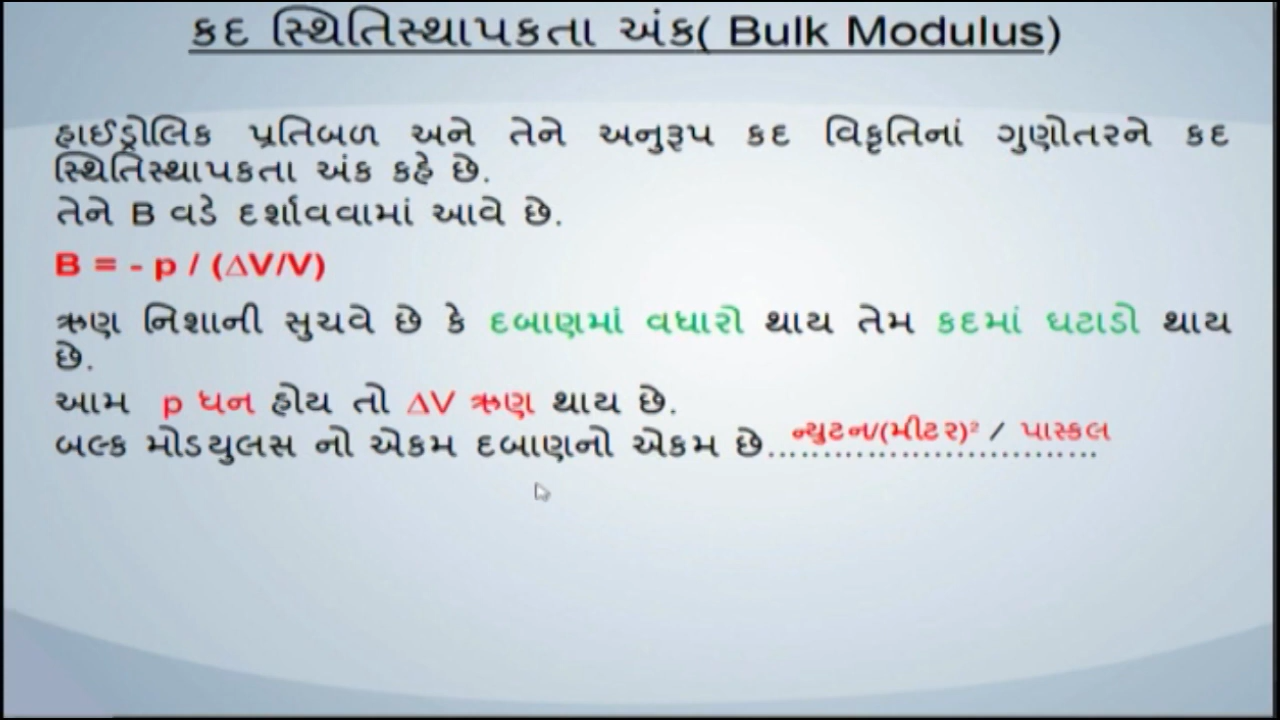 કદ સ્થિતિસ્થાપકતા અંક( Bulk Modulus)
હાઈડ્રોલિક પ્રતિબળ અને તેને અનુરૂપ કદ વિકૃતિનાં ગુણોતરને કદ
સ્થિતિસ્થાપકતા અંક કહે છે.
તેને B વડે દર્શાવવામાં આવે છે.
B = - p / (∆V/V)
ઋણ નિશાની સુચવે છે કે દબાણમાં વધારો થાય તેમ કદમાં ઘટાડો થાય
છે.
આમ p ધન હોય તો ∆V ઋણ થાય છે.
બલ્ક મોડયુલસ નો એકમ દબાણનો એકમ છે.............................. ન્યુટન/(મીટર)² / પાસ્કલ